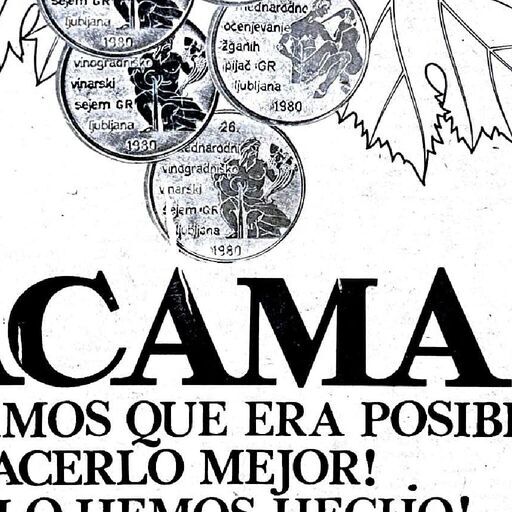 sejem GR
ljubljana
1980
vinogradniško
vinarski
sejem GR
ljubljana
1980
mednarodno
ocenjevanje
žganih
pijač GR
ljubljana
1980
26.
mednarodni
vinogradniško
vinarski
sejem GR
ljubljana
1980
ACAMA
AMOS QUE ERA POSIB
ACERLO MEJOR!
LO HEMOS HECHO!